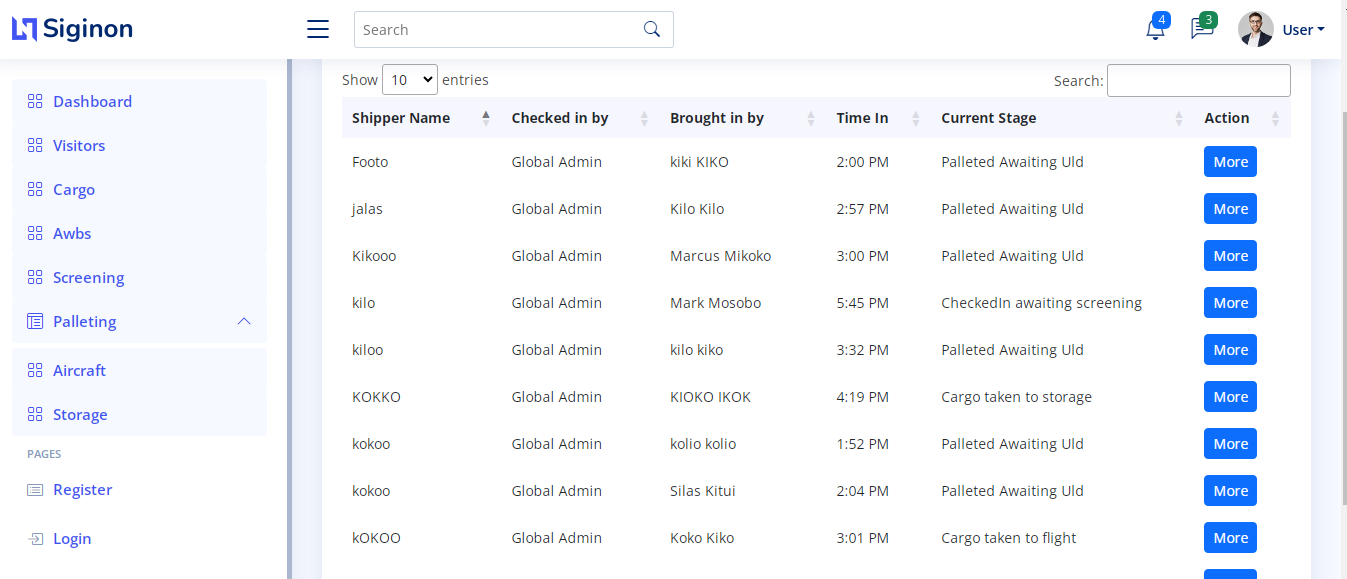 Siginon
Search
4
3
User
Dashboard
Visitors
Cargo
Awbs
Screening
Palleting
Aircraft
Storage
PAGES
Register
Login
Show 10 entries
Search:
Shipper Name Checked in by Brought in by Time In Current Stage Action
Footo Global Admin kiki KIKO 2:00 PM Palleted Awaiting Uld More
jalas Global Admin Kilo Kilo 2:57 PM Palleted Awaiting Uld More
Kikooo Global Admin Marcus Mikoko 3:00 PM Palleted Awaiting Uld More
kilo Global Admin Mark Mosobo 5:45 PM CheckedIn awaiting screening More
kiloo Global Admin kilo kiko 3:32 PM Palleted Awaiting Uld More
KOKKO Global Admin KIOKO IKOK 4:19 PM Cargo taken to storage More
kokoo Global Admin kolio kolio 1:52 PM Palleted Awaiting Uld More
kokoo Global Admin Silas Kitui 2:04 PM Palleted Awaiting Uld More
kOKOO Global Admin Koko Kiko 3:01 PM Cargo taken to flight More